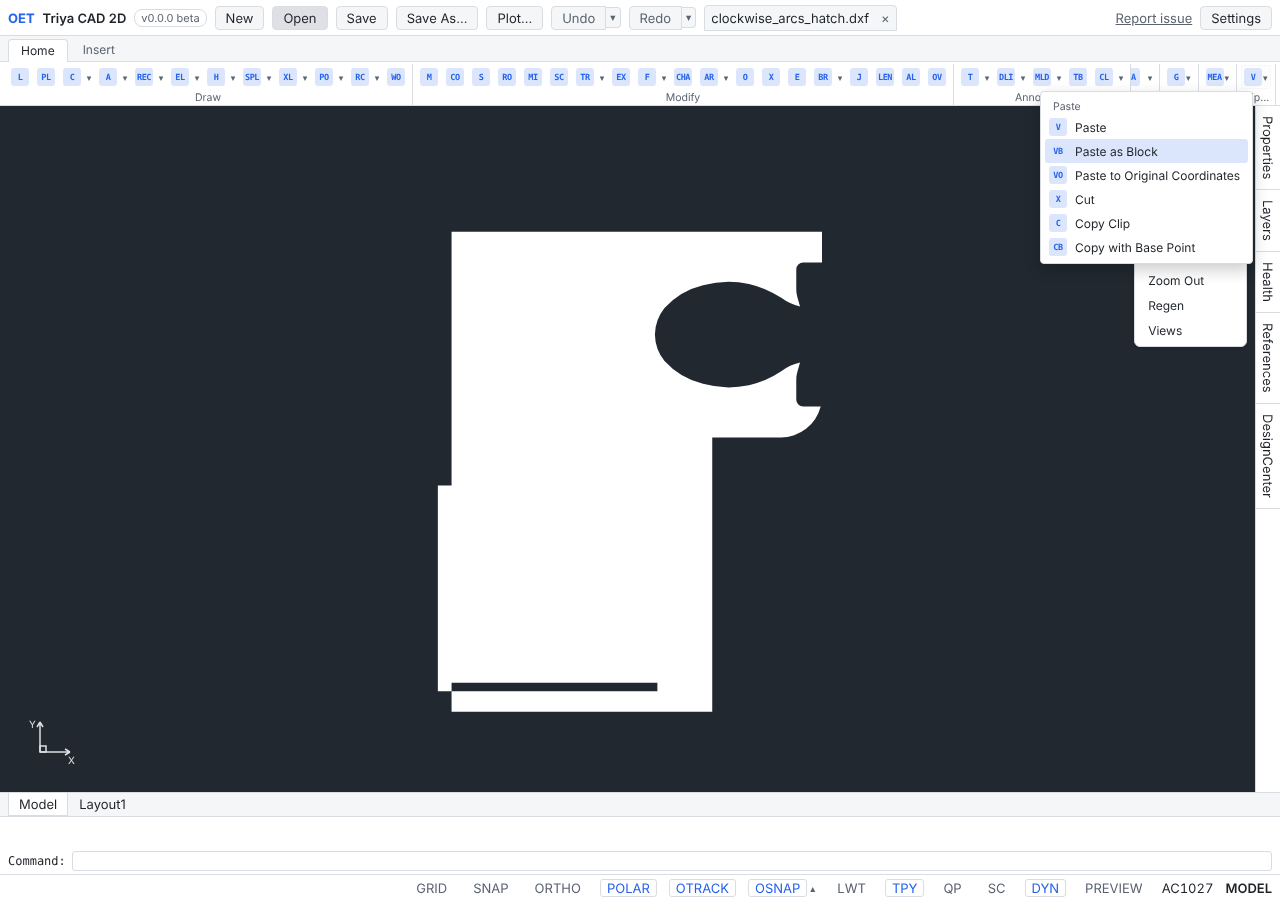 OET Triya CAD 2D v0.0.0 beta New Open Save Save As... Plot... Undo ▼ Redo ▼ clockwise_arcs_hatch.dxf × Report issue Settings
Home Insert
L PL C ▼ A ▼ REC ▼ EL ▼ H ▼ SPL ▼ XL ▼ PO ▼ RC ▼ WO M CO S RO MI SC TR ▼ EX F ▼ CHA AR ▼ O X E BR ▼ J LEN AL OV T ▼ DLI ▼ MLD ▼ TB CL ▼ A ▼ G ▼ MEA ▼ V ▼
Draw Modify
Paste
V Paste
VB Paste as Block
VO Paste to Original Coordinates
X Cut
C Copy Clip
CB Copy with Base Point
Zoom Out
Regen
Views
Properties
Layers
Health
References
DesignCenter
Y
X
Model Layout1
Command:
GRID SNAP ORTHO POLAR OTRACK OSNAP ▲ LWT TPY QP SC DYN PREVIEW AC1027 MODEL